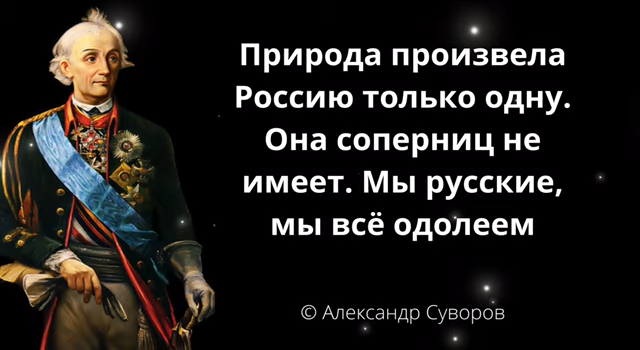 Природа произвела
Россию только одну.
Она соперниц не
имеет. Мы русские,
мы всё одолеем
© Александр Суворов